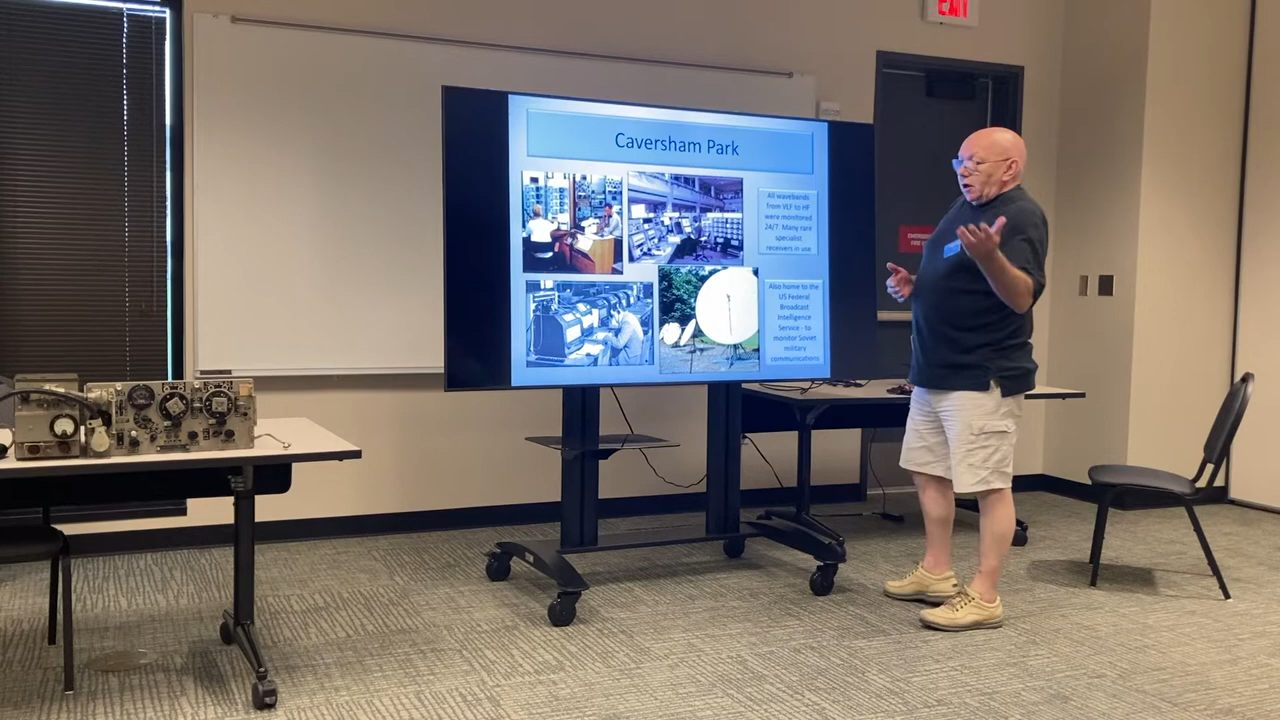 EXIT
Caversham Park
All wavebands
from VLF to HF
were monitored
24/7. Many rare
specialist
receivers in use
Also home to the
US Federal
Broadcast
Intelligence
Service - to
monitor Soviet
military
communications